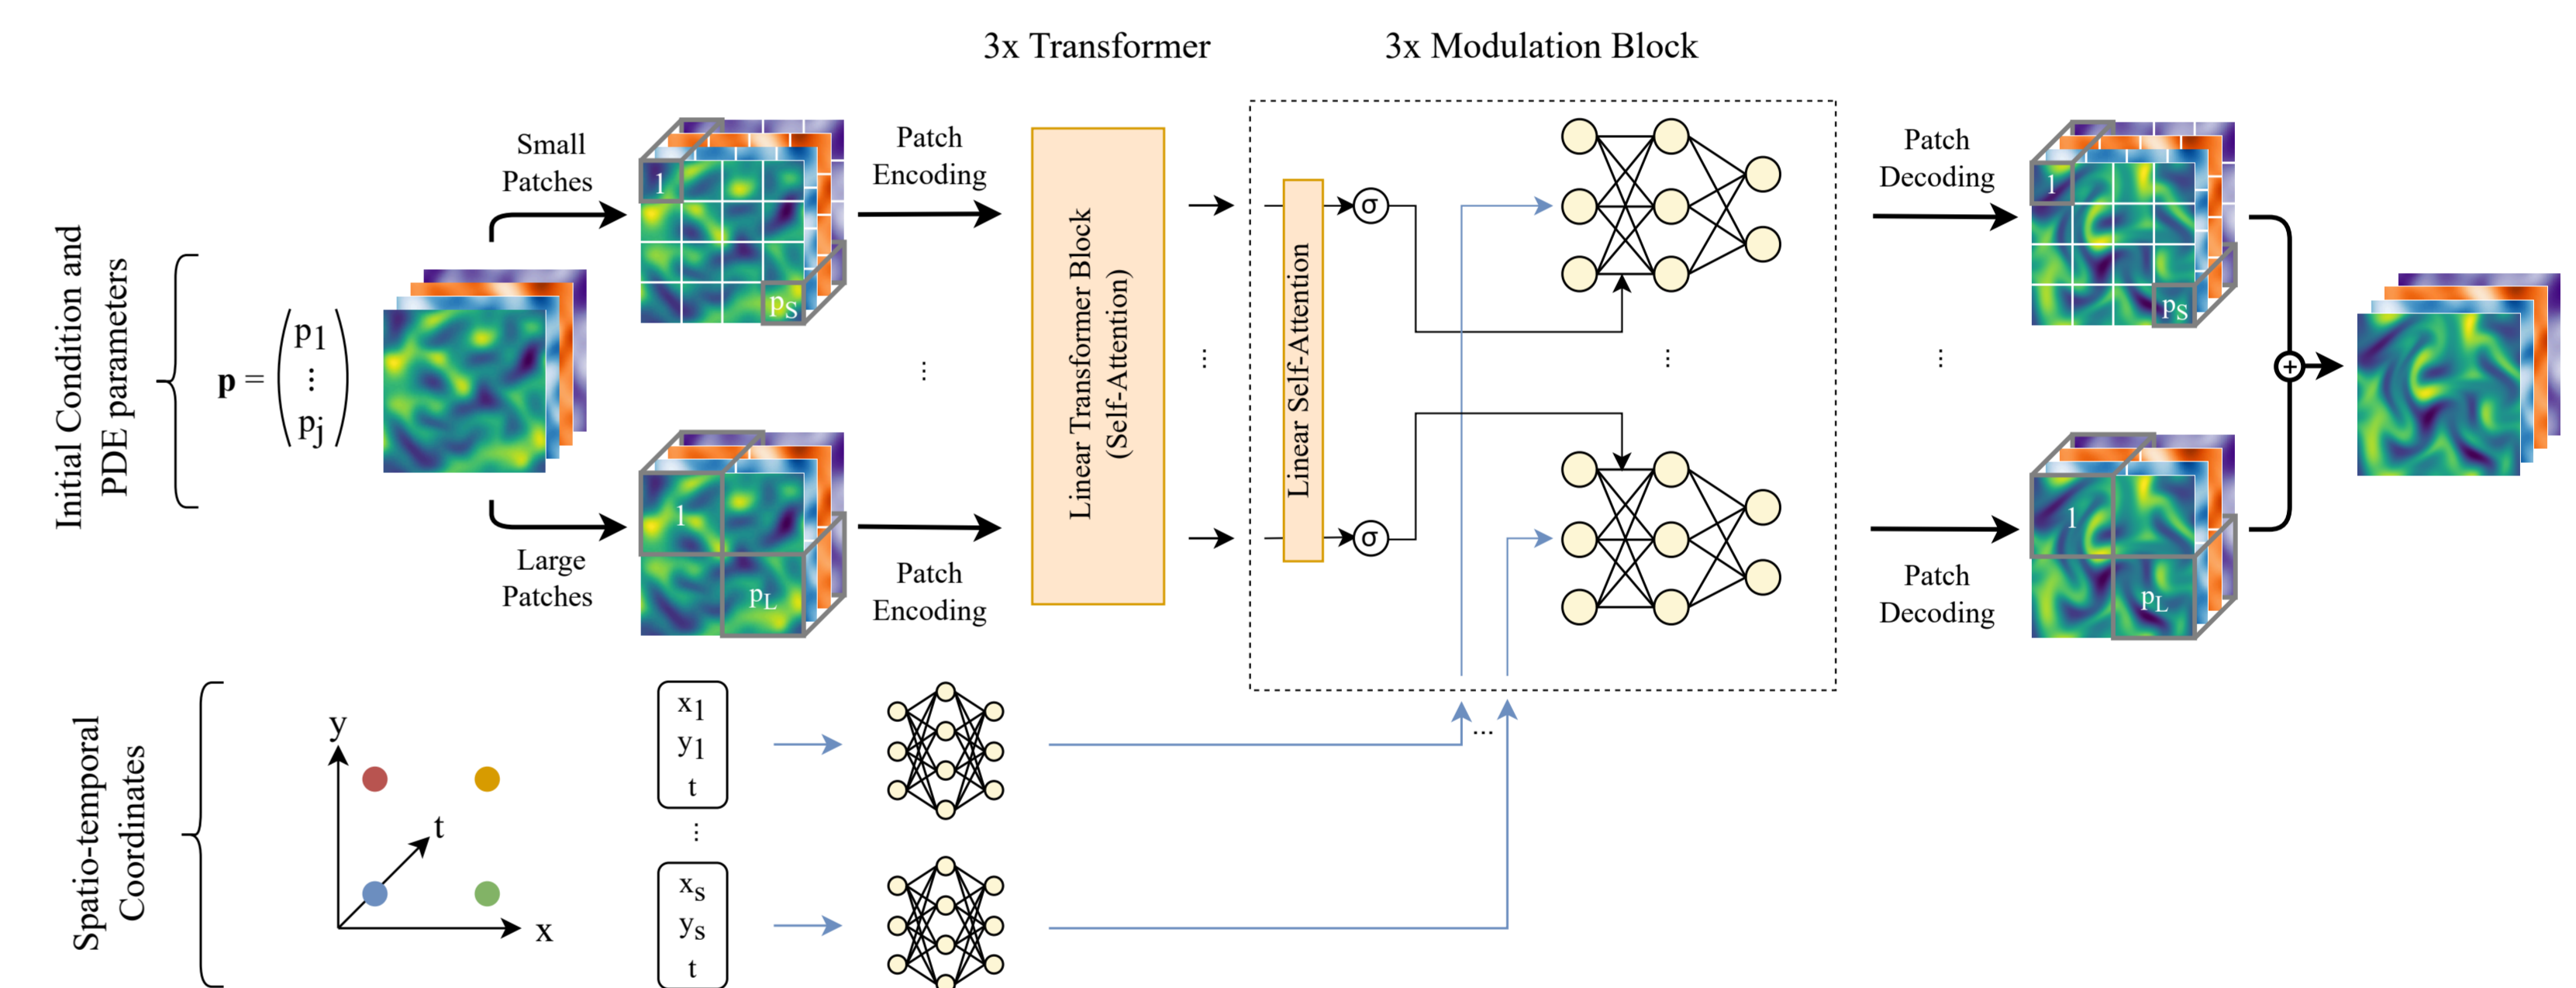 3x Transformer
3x Modulation Block
Initial Condition and
PDE parameters
p = ( p1
⋮
pj )
Small
Patches
1
pS
Patch
Encoding
...
Large
Patches
1
pL
Patch
Encoding
Linear Transformer Block
(Self-Attention)
...
Linear Self-Attention
σ
σ
...
Patch
Decoding
...
Patch
Decoding
1
pS
1
pL
+
Spatio-temporal
Coordinates
y
t
x
x1
y1
t
...
xs
ys
t
...